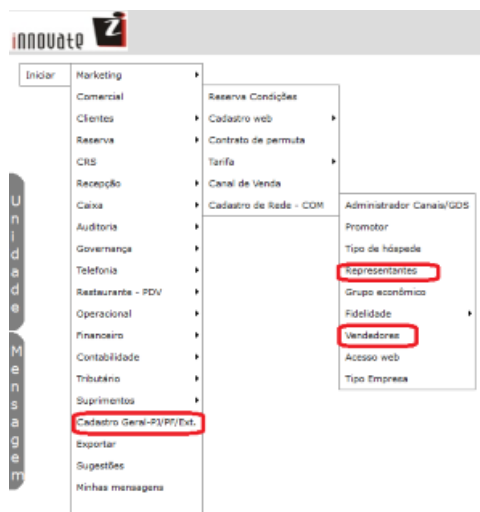 innovate
Iniciar
Marketing
Comercial
Clientes
Reserva
CRS
Recepção
Caixa
Auditoria
Governança
Telefonia
Restaurante - PDV
Operacional
Financeiro
Contabilidade
Tributário
Suprimentos
Cadastro Geral-PJ/PF/Ext.
Exportar
Sugestões
Minhas mensagens
Reserva Condições
Cadastro web
Contrato de permuta
Tarifa
Canal de Venda
Cadastro de Rede - COM
Administrador Canais/GDS
Promotor
Tipo de hóspede
Representantes
Grupo econômico
Fidelidade
Vendedores
Acesso web
Tipo Empresa
Unidade
Mensagem